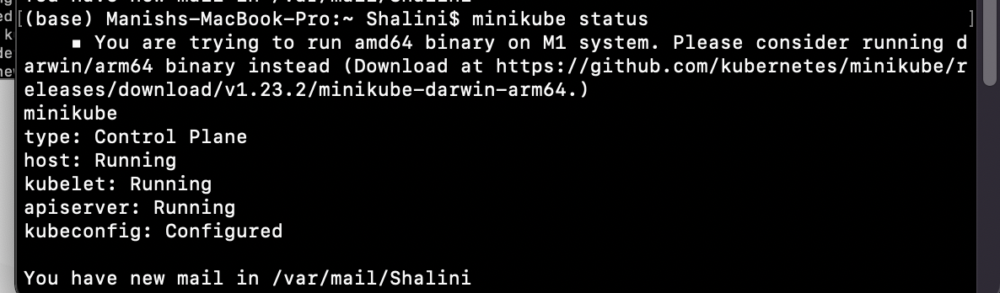 (base) Manishs-MacBook-Pro:~ Shalini$ minikube status
▪ You are trying to run amd64 binary on M1 system. Please consider running d
arwin/arm64 binary instead (Download at https://github.com/kubernetes/minikube/r
eleases/download/v1.23.2/minikube-darwin-arm64.)
minikube
type: Control Plane
host: Running
kubelet: Running
apiserver: Running
kubeconfig: Configured
You have new mail in /var/mail/Shalini